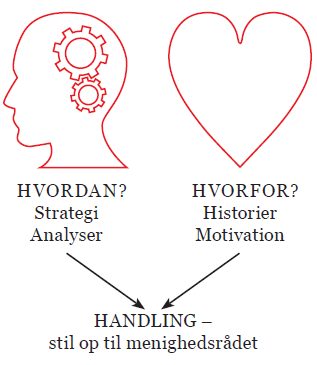 HVORDAN?
Strategi
Analyser
HVORFOR?
Historier
Motivation
HANDLING –
stil op til menighedsrådet